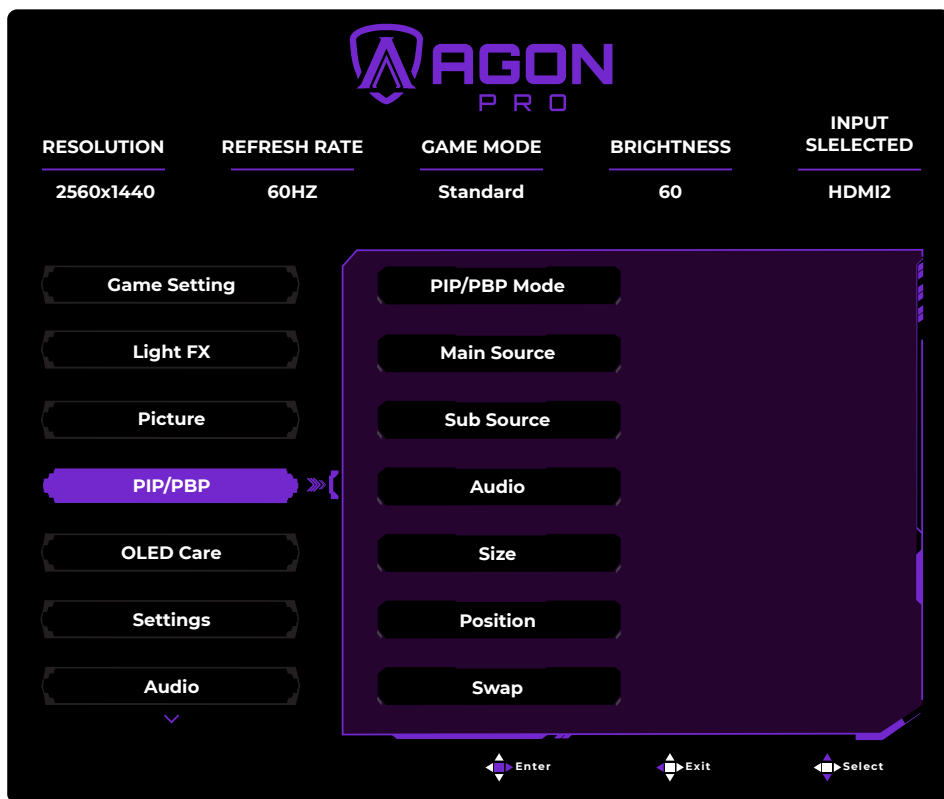 AGON
PRO
RESOLUTION
REFRESH RATE
GAME MODE
BRIGHTNESS
INPUT
SLELECTED
2560x1440
60HZ
Standard
60
HDMI2
Game Setting
Light FX
Picture
PIP/PBP
OLED Care
Settings
Audio
PIP/PBP Mode
Main Source
Sub Source
Audio
Size
Position
Swap
Enter
Exit
Select